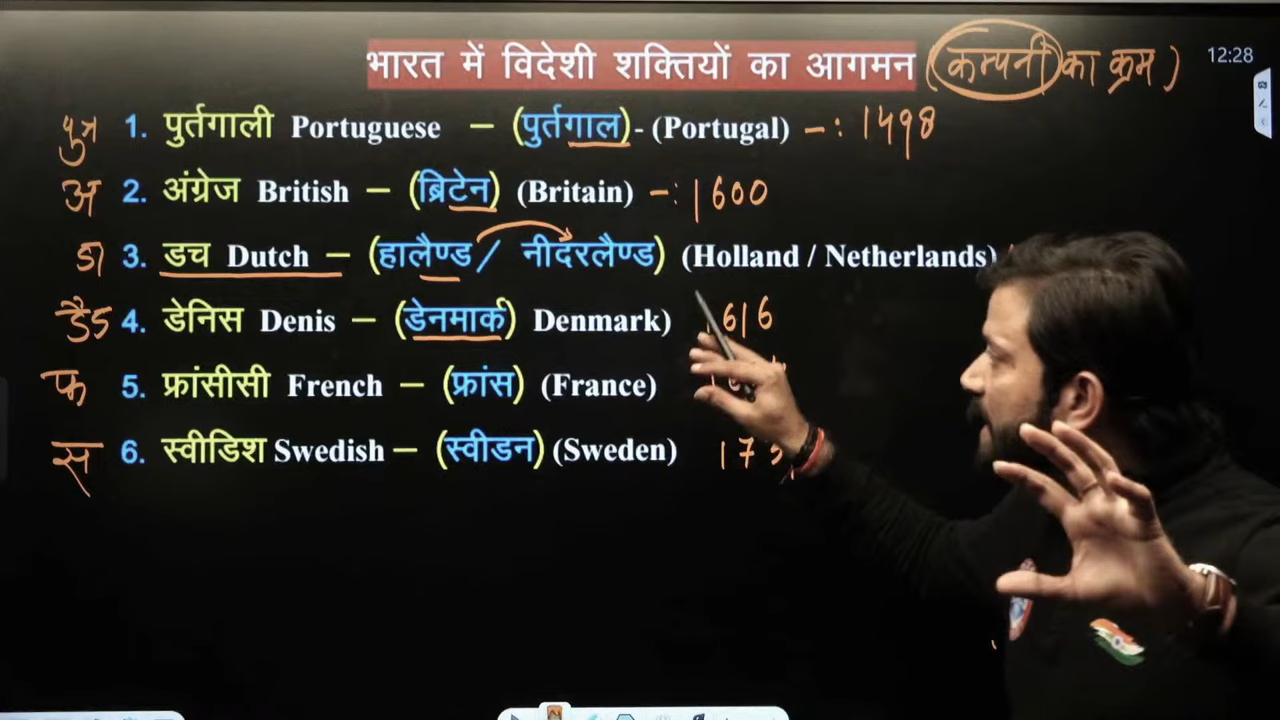 भारत में विदेशी शक्तियों का आगमन (कम्पनी का क्रम) 12:28
पुत्र 1. पुर्तगाली Portuguese – (पुर्तगाल)- (Portugal) –: 1498
अ 2. अंग्रेज British – (ब्रिटेन) (Britain) –: 1600
डा 3. डच Dutch – (हालैण्ड / नीदरलैण्ड) (Holland / Netherlands)
डैड 4. डेनिस Denis – (डेनमार्क) Denmark) 1616
फ्रा 5. फ्रांसीसी French – (फ्रांस) (France)
स 6. स्वीडिश Swedish – (स्वीडन) (Sweden) 173